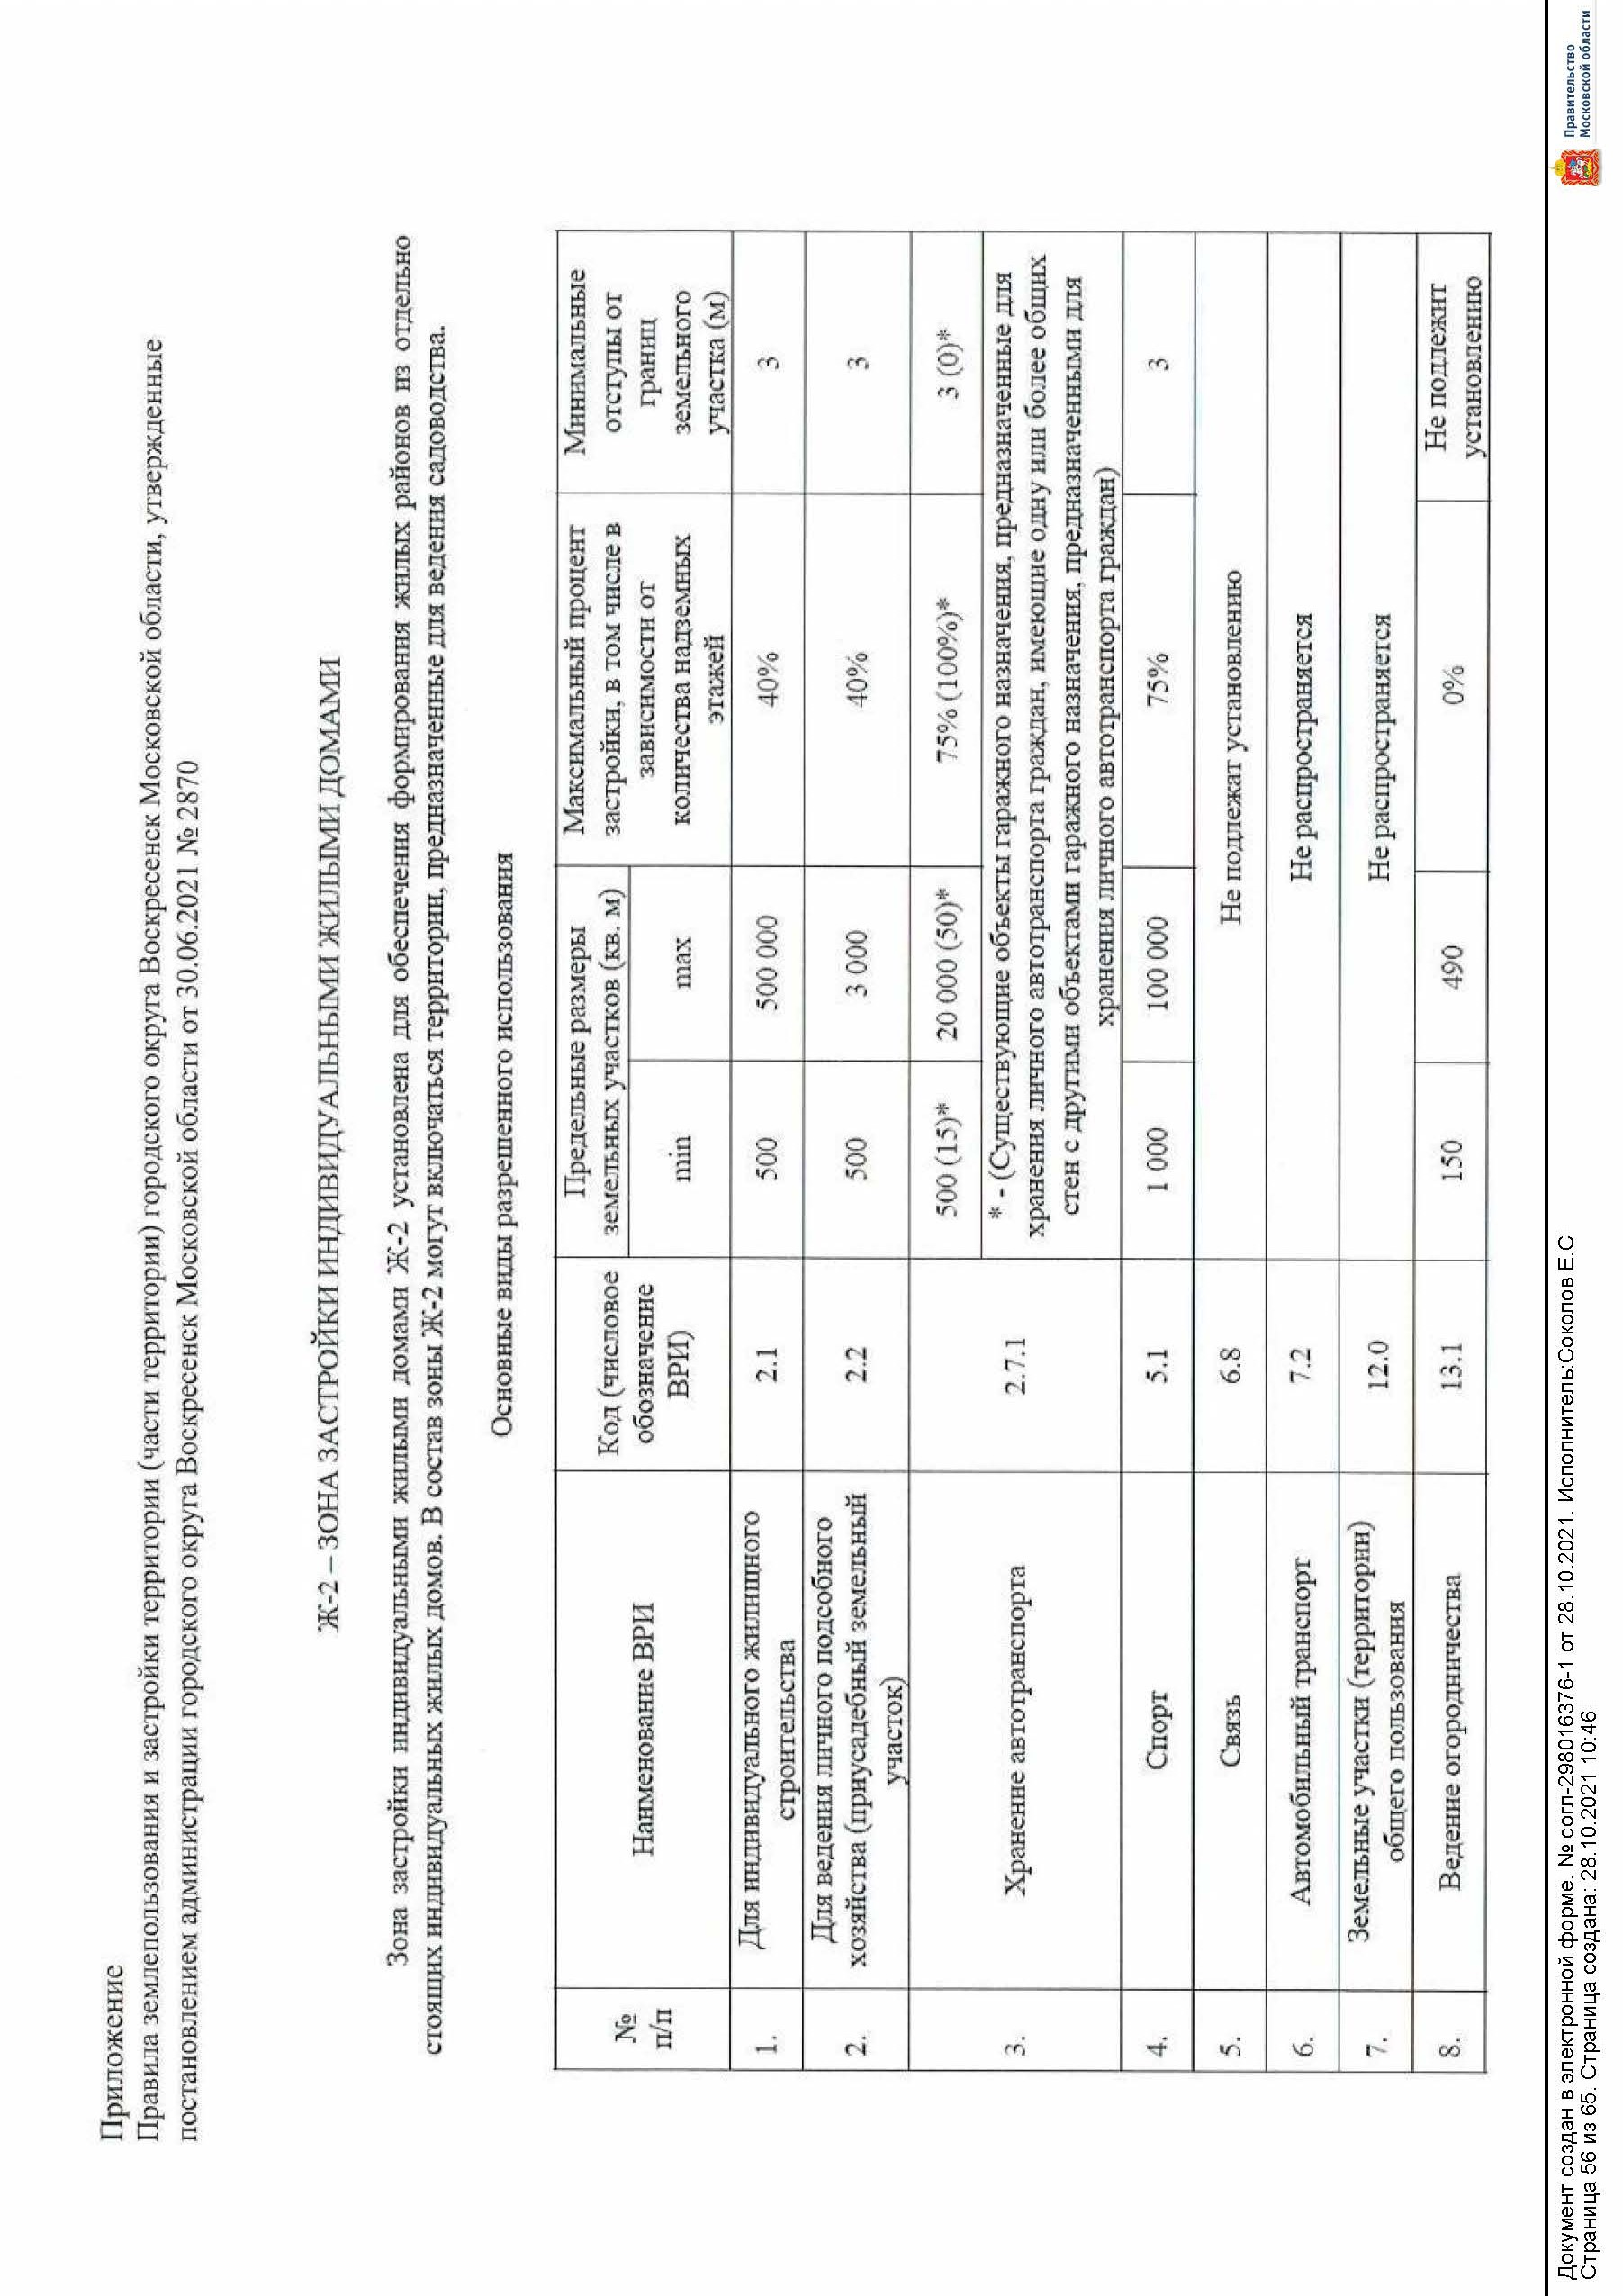 Приложение
Правила землепользования и застройки территории (части территории) городского округа Воскресенск Московской области, утвержденные
постановлением администрации городского округа Воскресенск Московской области от 30.06.2021 № 2870
Ж-2 – ЗОНА ЗАСТРОЙКИ ИНДИВИДУАЛЬНЫМИ ЖИЛЫМИ ДОМАМИ
Зона застройки индивидуальными жилыми домами Ж-2 установлена для обеспечения формирования жилых районов из отдельно
стоящих индивидуальных жилых домов. В состав зоны Ж-2 могут включаться территории, предназначенные для ведения садоводства.
Основные виды разрешенного использования
№
п/п
Наименование ВРИ
Код (числовое
обозначение
ВРИ)
Предельные размеры
земельных участков (кв. м)
min
max
Максимальный процент
застройки, в том числе в
зависимости от
количества надземных
этажей
Минимальные
отступы от
границ
земельного
участка (м)
1.
Для индивидуального жилищного
строительства
2.1
500
500 000
40%
3
2.
Для ведения личного подсобного
хозяйства (приусадебный земельный
участок)
2.2
500
3 000
40%
3
3.
Хранение автотранспорта
2.7.1
500 (15)*
20 000 (50)*
75% (100%)*
3 (0)*
* - ((Существующие объекты гаражного назначения, предназначенные для
хранения личного автотранспорта граждан, имеющие одну или более общих
стен с другими объектами гаражного назначения, предназначенными для
хранения личного автотранспорта граждан)
4.
Спорт
5.1
1 000
100 000
75%
3
5.
Связь
6.8
Не подлежат установлению
6.
Автомобильный транспорт
7.2
Не распространяется
7.
Земельные участки (территории)
общего пользования
12.0
Не распространяется
8.
Ведение огородничества
13.1
150
490
0%
Не подлежит
установлению
Документ создан в электронной форме. № согл-298016376-1 от 28.10.2021. Исполнитель:Соколов Е.С
Страница 56 из 65. Страница создана: 28.10.2021 10:46
Правительство
Московской области